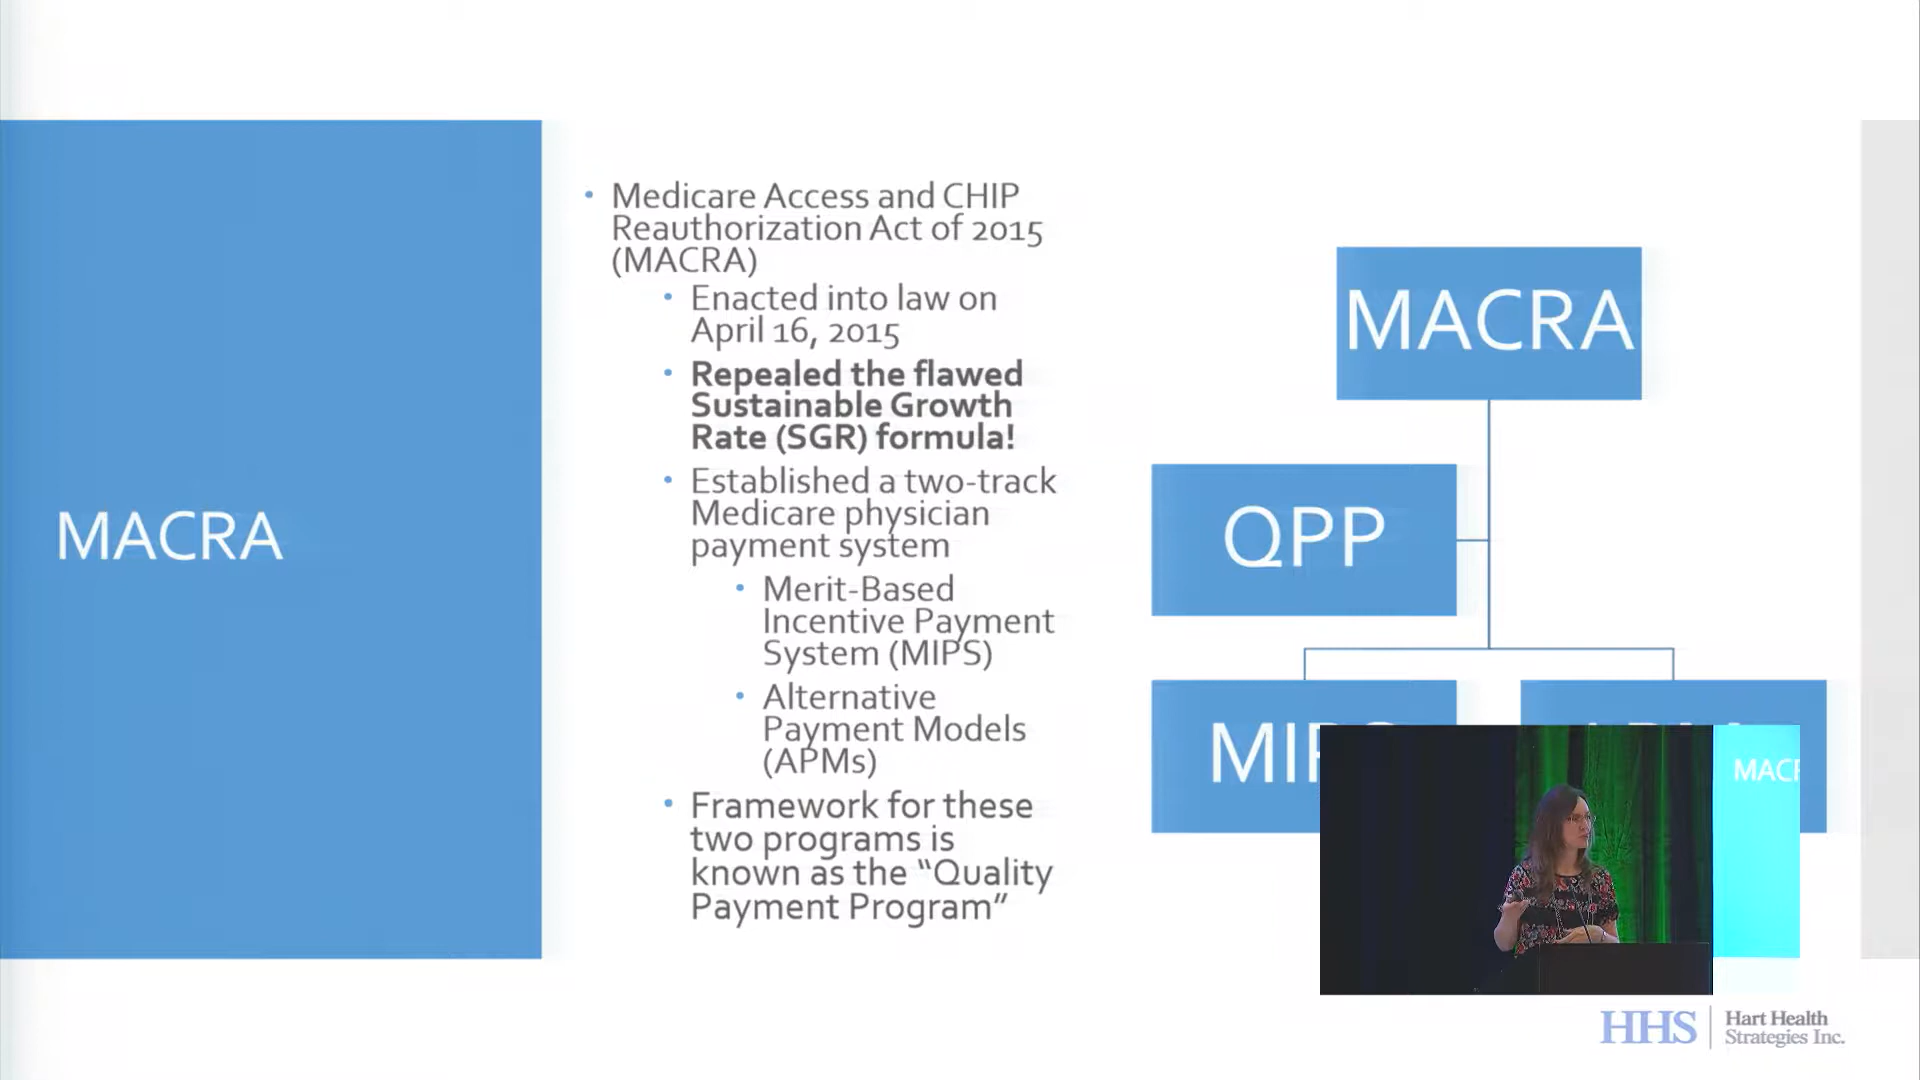 MACRA
Medicare Access and CHIP
Reauthorization Act of 2015
(MACRA)
Enacted into law on
April 16, 2015
Repealed the flawed
Sustainable Growth
Rate (SGR) formula!
Established a two-track
Medicare physician
payment system
Merit-Based
Incentive Payment
System (MIPS)
Alternative
Payment Models
(APMs)
Framework for these
two programs is
known as the “Quality
Payment Program”
MACRA
QPP
HHS
Hart Health
Strategies Inc.